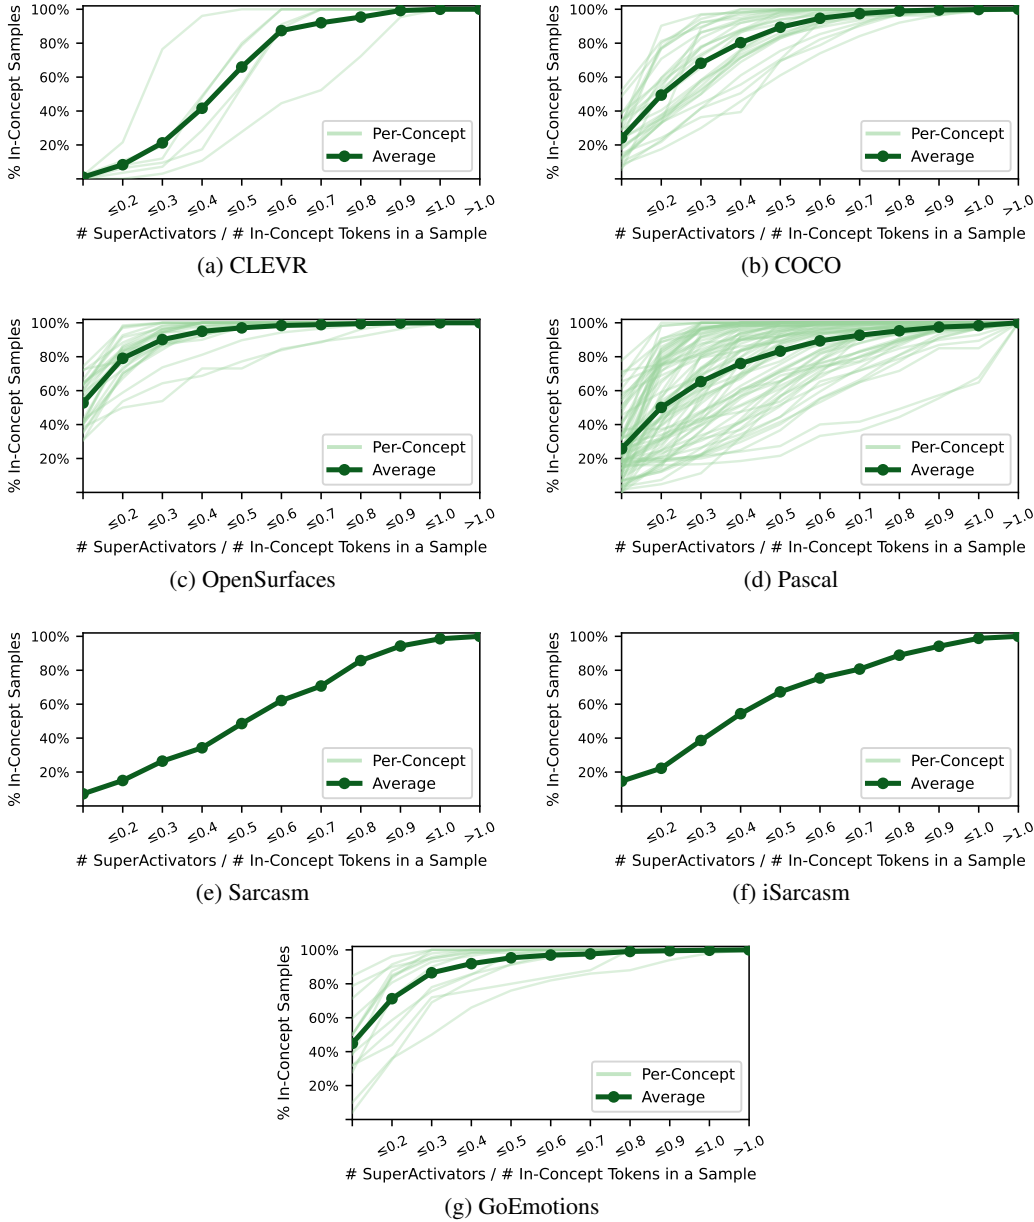 100%
80%
60%
40%
20%
% In-Concept Samples
Per-Concept
Average
≤0.2 ≤0.3 ≤0.4 ≤0.5 ≤0.6 ≤0.7 ≤0.8 ≤0.9 ≤1.0 >1.0
# SuperActivators / # In-Concept Tokens in a Sample
(a) CLEVR
100%
80%
60%
40%
20%
% In-Concept Samples
Per-Concept
Average
≤0.2 ≤0.3 ≤0.4 ≤0.5 ≤0.6 ≤0.7 ≤0.8 ≤0.9 ≤1.0 >1.0
# SuperActivators / # In-Concept Tokens in a Sample
(b) COCO
100%
80%
60%
40%
20%
% In-Concept Samples
Per-Concept
Average
≤0.2 ≤0.3 ≤0.4 ≤0.5 ≤0.6 ≤0.7 ≤0.8 ≤0.9 ≤1.0 >1.0
# SuperActivators / # In-Concept Tokens in a Sample
(c) OpenSurfaces
100%
80%
60%
40%
20%
% In-Concept Samples
Per-Concept
Average
≤0.2 ≤0.3 ≤0.4 ≤0.5 ≤0.6 ≤0.7 ≤0.8 ≤0.9 ≤1.0 >1.0
# SuperActivators / # In-Concept Tokens in a Sample
(d) Pascal
100%
80%
60%
40%
20%
% In-Concept Samples
Per-Concept
Average
≤0.2 ≤0.3 ≤0.4 ≤0.5 ≤0.6 ≤0.7 ≤0.8 ≤0.9 ≤1.0 >1.0
# SuperActivators / # In-Concept Tokens in a Sample
(e) Sarcasm
100%
80%
60%
40%
20%
% In-Concept Samples
Per-Concept
Average
≤0.2 ≤0.3 ≤0.4 ≤0.5 ≤0.6 ≤0.7 ≤0.8 ≤0.9 ≤1.0 >1.0
# SuperActivators / # In-Concept Tokens in a Sample
(f) iSarcasm
100%
80%
60%
40%
20%
% In-Concept Samples
Per-Concept
Average
≤0.2 ≤0.3 ≤0.4 ≤0.5 ≤0.6 ≤0.7 ≤0.8 ≤0.9 ≤1.0 >1.0
# SuperActivators / # In-Concept Tokens in a Sample
(g) GoEmotions